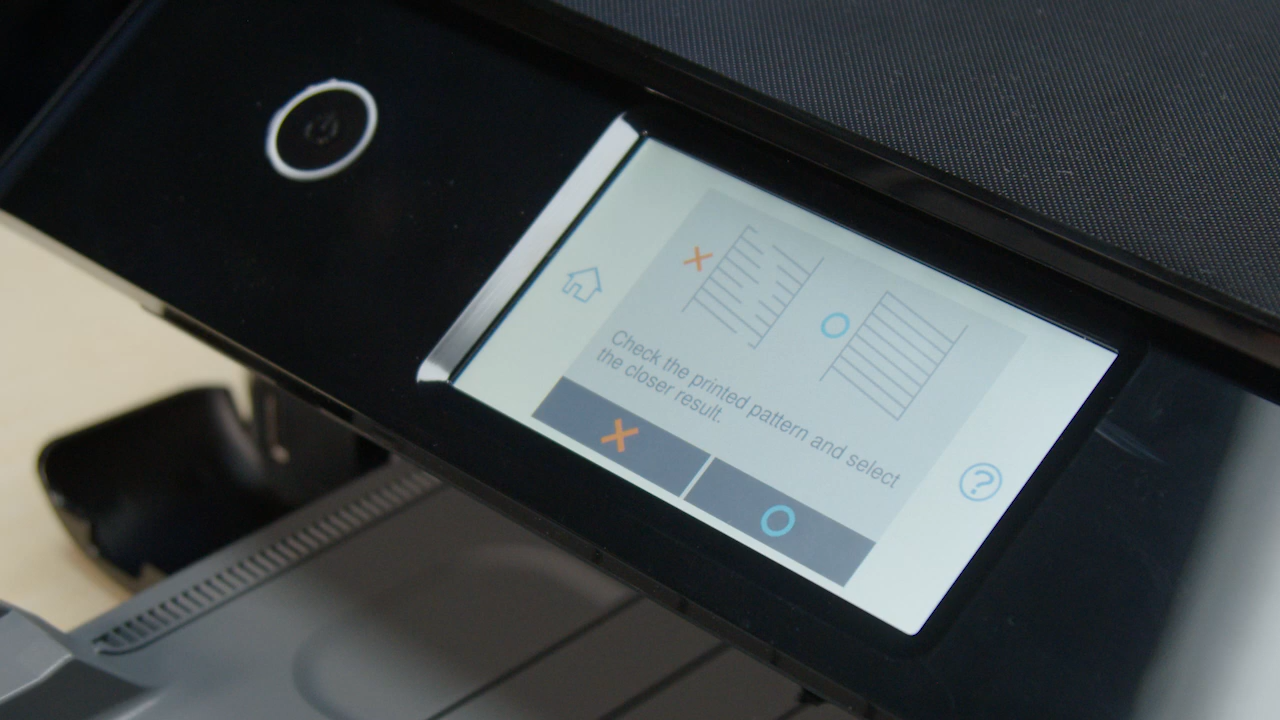 Check the printed pattern and select
the closer result.